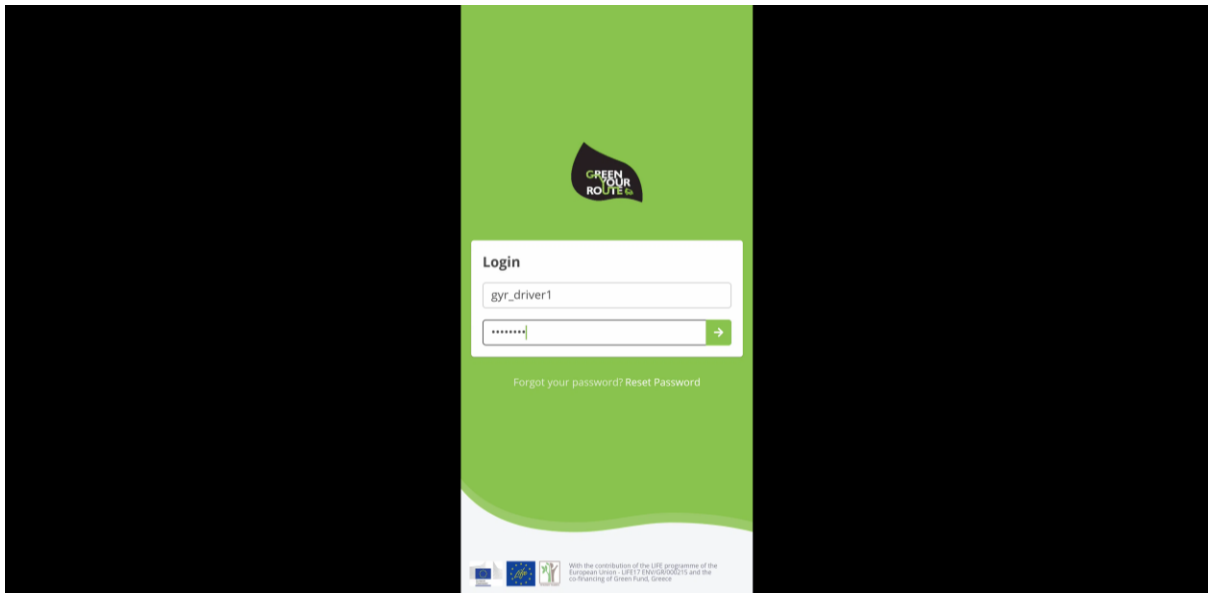 GREEN
YOUR
ROUTE
Login
gyr_driver1
••••••••
Forgot your password? Reset Password
With the contribution of the LIFE programme of the
European Union - LIFE17 ENV/GR/000215 and the
co financing of Green Fund, Greece